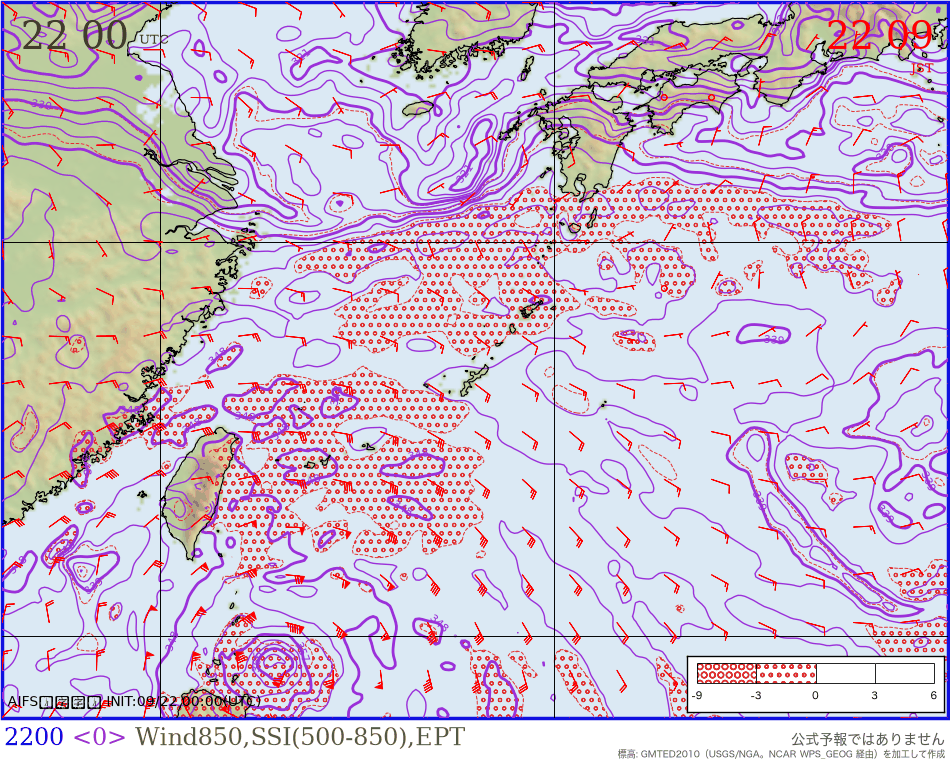 22 00 UTC
22 09 JST
AIFS INIT:09/22 00:00(UTC)
-9 -3 0 3 6
2200 <0> Wind850,SSI(500-850),EPT
公式予報ではありません
標高: GMTED2010（USGS/NGA。NCAR WPS_GEOG 経由）を加工して作成